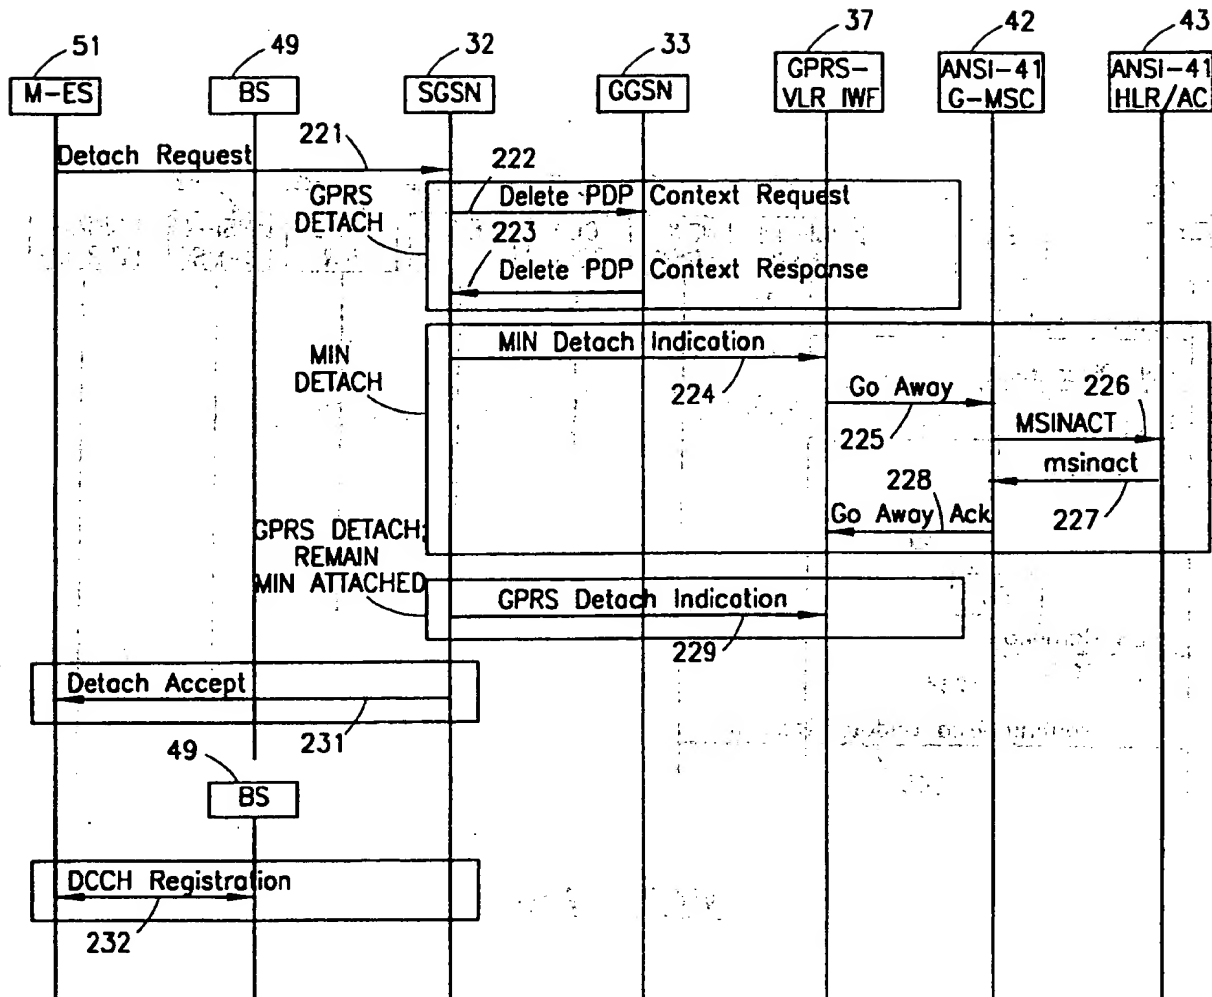 51
49
32
33
37
42
43
M-ES
BS
SGSN
GGSN
GPRS-
VLR IWF
ANSI-41
G-MSC
ANSI-41
HLR/AC
Detach Request
221
GPRS
DETACH
222
Delete PDP Context Request
223
Delete PDP Context Response
MIN
DETACH
MIN Detach Indication
224
Go Away
225
226
MSINACT
msinact
227
228
Go Away Ack
GPRS DETACH;
REMAIN
MIN ATTACHED
GPRS Detach Indication
229
Detach Accept
231
49
BS
DCCH Registration
232